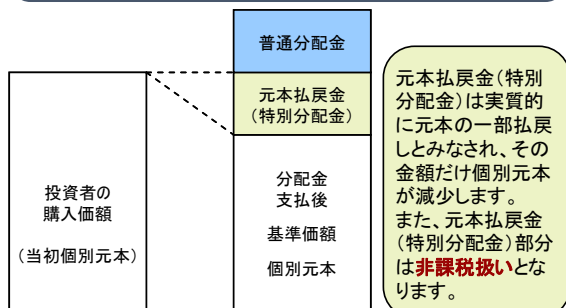 普通分配金
元本払戻金
(特別分配金)
投資者の
購入価額
(当初個別元本)
分配金
支払後
基準価額
個別元本
元本払戻金(特別
分配金)は実質的
に元本の一部払戻
しとみなされ、その
金額だけ個別元本
が減少します。
また、元本払戻金
(特別分配金)部分
は非課税扱いとな
ります。